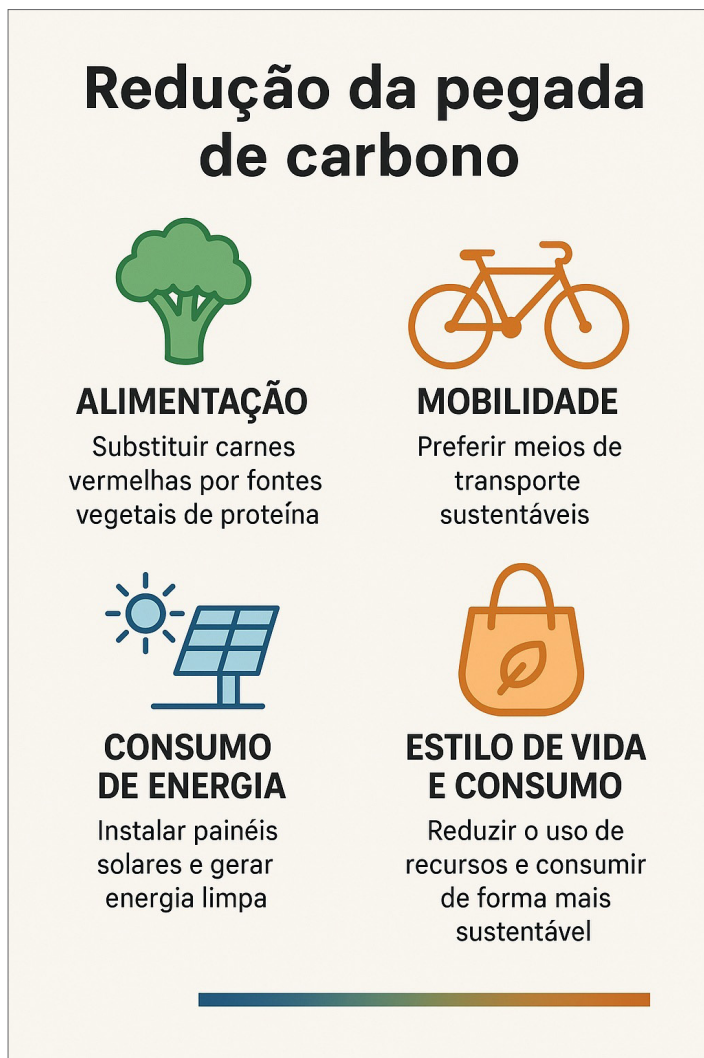 Redução da pegada
de carbono
ALIMENTAÇÃO
Substituir carnes
vermelhas por fontes
vegetais de proteína
MOBILIDADE
Preferir meios de
transporte
sustentáveis
CONSUMO
DE ENERGIA
Instalar painéis
solares e gerar
energia limpa
ESTILO DE VIDA
E CONSUMO
Reduzir o uso de
recursos e consumir
de forma mais
sustentável